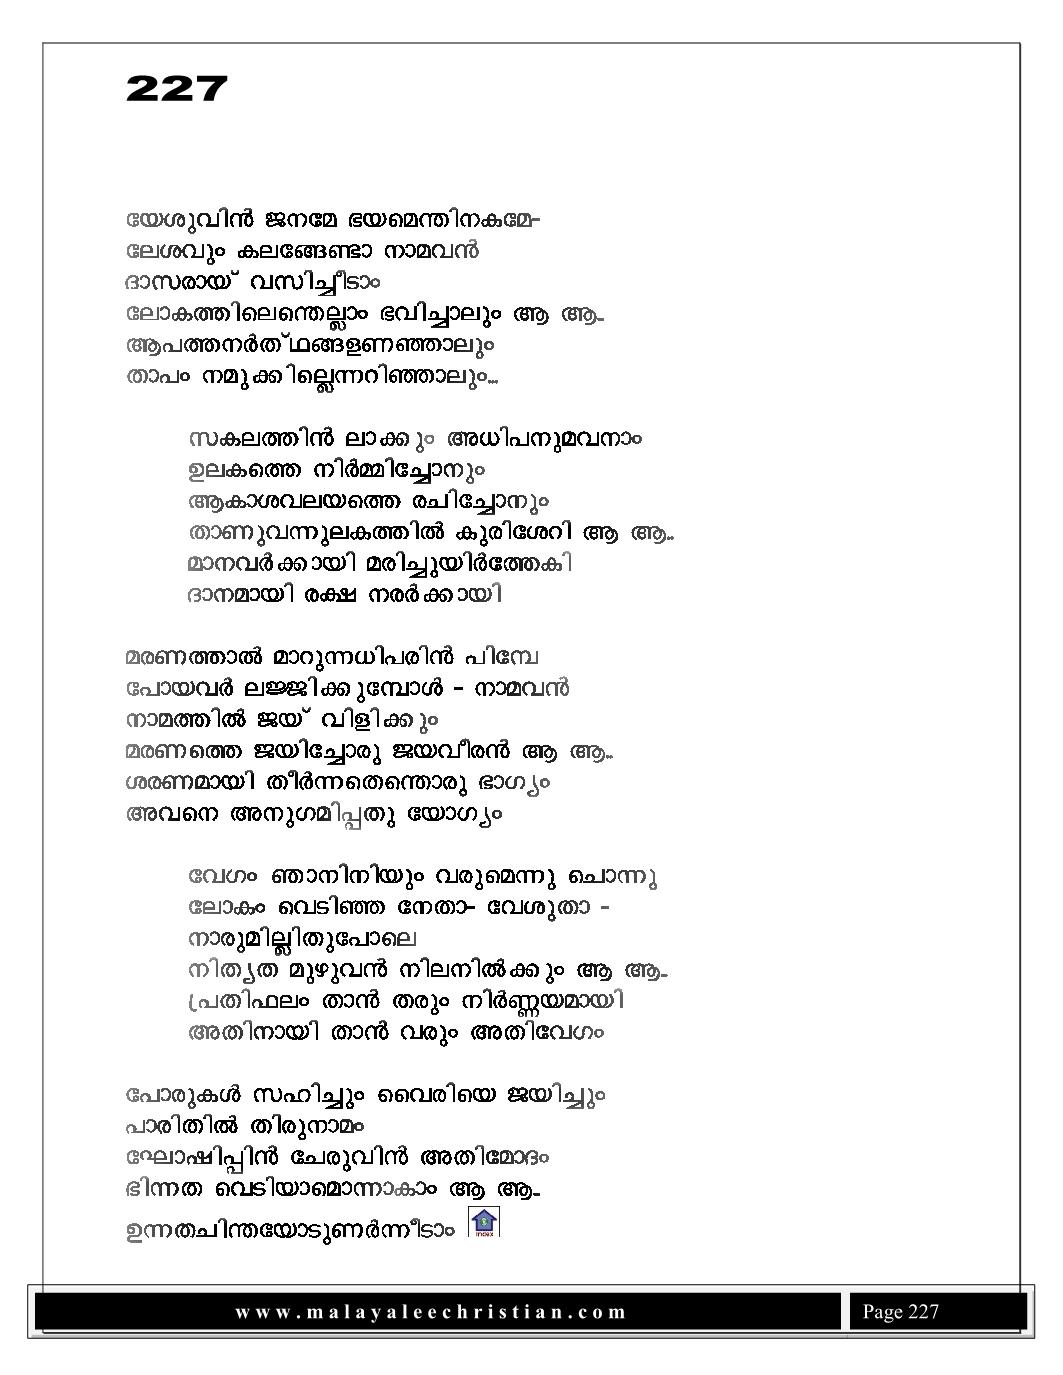 227
യേശുവിൻ ജനമേ ഭയമെന്തിനകമേ-
ലേശവും കലങ്ങേണ്ടാ നാമവൻ
ദാസരായ് വസിച്ചീടാം
ലോകത്തിലെന്തെല്ലാം ഭവിച്ചാലും ആ ആ..
ആപത്തനർത്ഥങ്ങളണഞ്ഞാലും
താപം നമുക്കില്ലെന്നറിഞ്ഞാലും...
സകലത്തിൻ ലാക്കും അധിപനുമവനാം
ഉലകത്തെ നിർമ്മിച്ചോനും
ആകാശവലയത്തെ രചിച്ചോനും
താണുവന്നുലകത്തിൽ കുരിശേറി ആ ആ..
മാനവർക്കായി മരിച്ചുയിർത്തേകി
ദാനമായി രക്ഷ നരർക്കായി
മരണത്താൽ മാറുന്നധിപരിൻ പിമ്പേ
പോയവർ ലജ്ജിക്കുമ്പോൾ - നാമവൻ
നാമത്തിൽ ജയ് വിളിക്കും
മരണത്തെ ജയിച്ചോരു ജയവീരൻ ആ ആ..
ശരണമായി തീർന്നതെന്തൊരു ഭാഗ്യം
അവനെ അനുഗമിപ്പതു യോഗ്യം
വേഗം ഞാനിനിയും വരുമെന്നു ചൊന്നു
ലോകം വെടിഞ്ഞ നേതാ- വേശുതാ -
നാരുമില്ലിതുപോലെ
നിത്യത മുഴുവൻ നിലനിൽക്കും ആ ആ..
പ്രതിഫലം താൻ തരും നിർണ്ണയമായി
അതിനായി താൻ വരും അതിവേഗം
പോരുകൾ സഹിച്ചും വൈരിയെ ജയിച്ചും
പാരിതിൽ തിരുനാമം
ഘോഷിപ്പിൻ ചേരുവിൻ അതിമോദം
ഭിന്നത വെടിയാമൊന്നാകാം ആ ആ..
ഉന്നതചിന്തയോടുണർന്നീടാം
index
www.malayaleechristian.com
Page 227